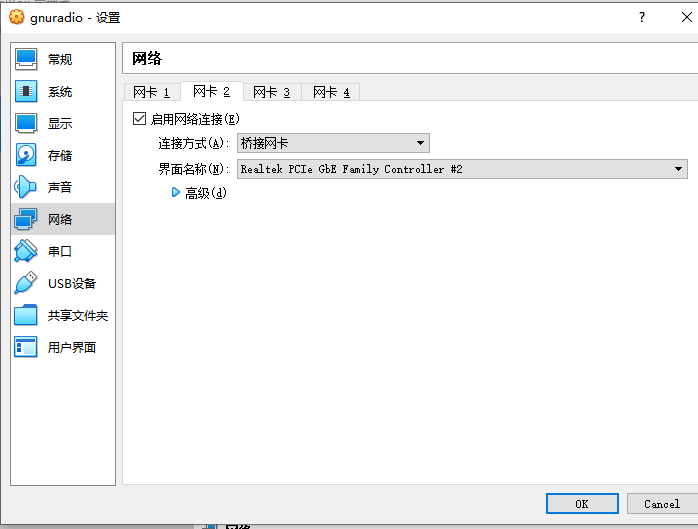 gnuradio - 设置
?
常规
系统
显示
存储
声音
网络
串口
USB设备
共享文件夹
用户界面
网络
网卡 1 网卡 2 网卡 3 网卡 4
启用网络连接(E)
连接方式(A): 桥接网卡
界面名称(N): Realtek PCIe GbE Family Controller #2
高级(d)
OK Cancel
网络